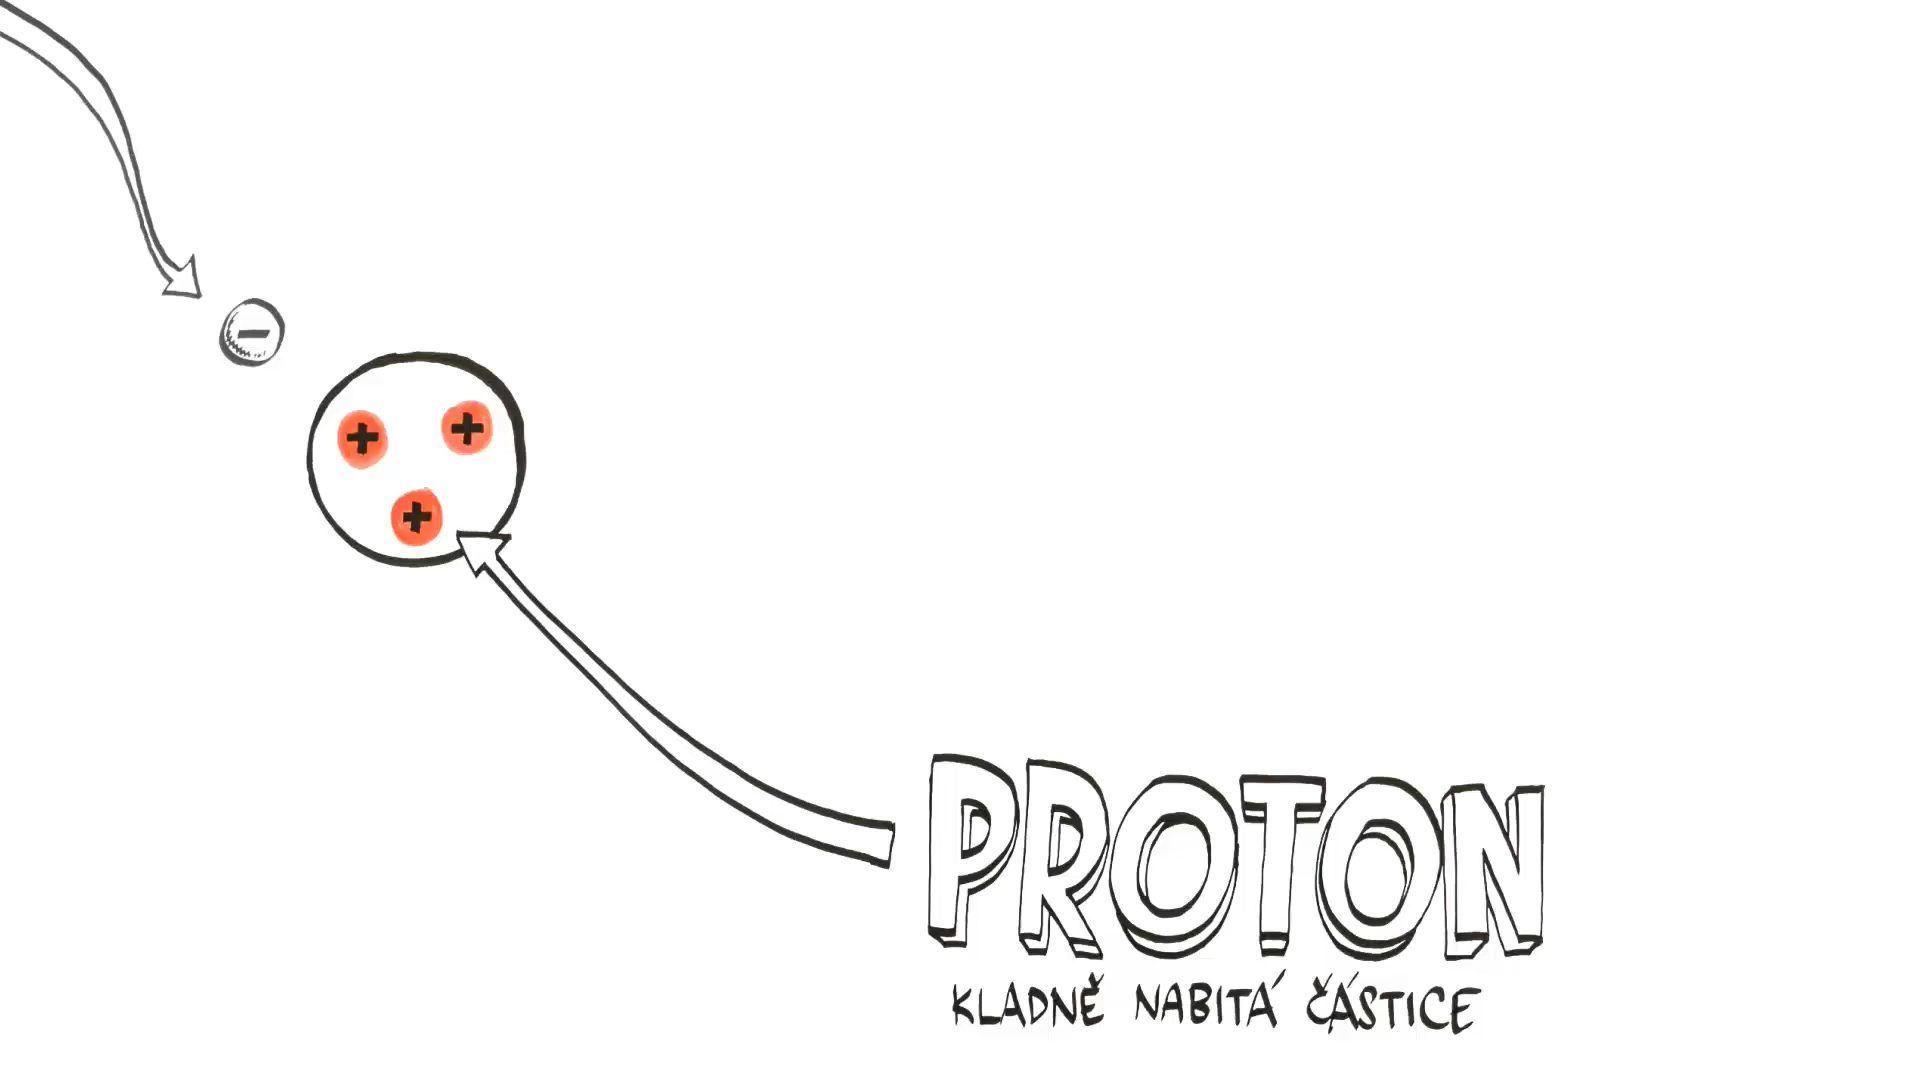 −
+ +
+
PROTON
KLADNĚ NABITÁ ČÁSTICE